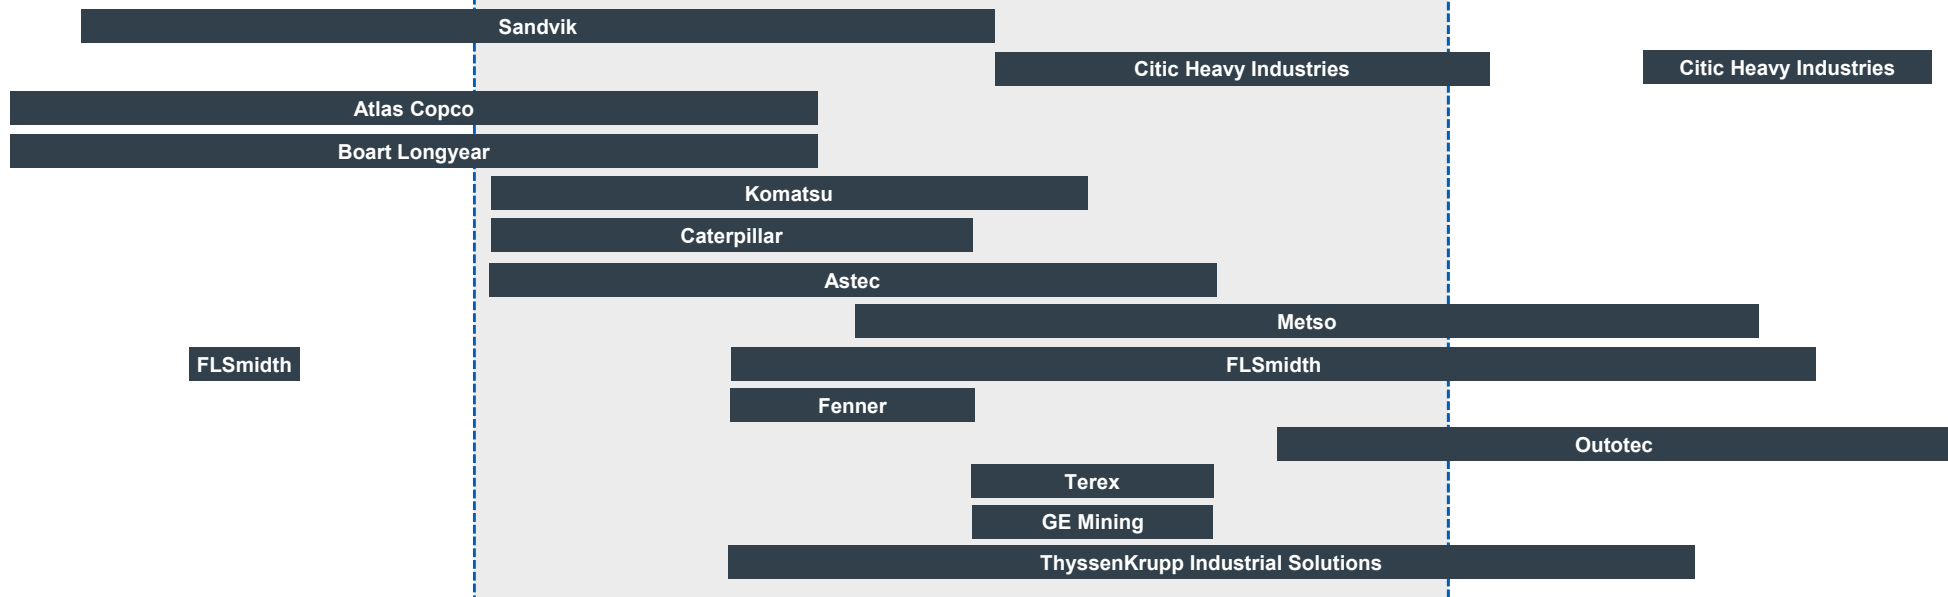 Sandvik
Citic Heavy Industries
Citic Heavy Industries
Atlas Copco
Boart Longyear
Komatsu
Caterpillar
Astec
Metso
FLSmidth
FLSmidth
Fenner
Outotec
Terex
GE Mining
ThyssenKrupp Industrial Solutions